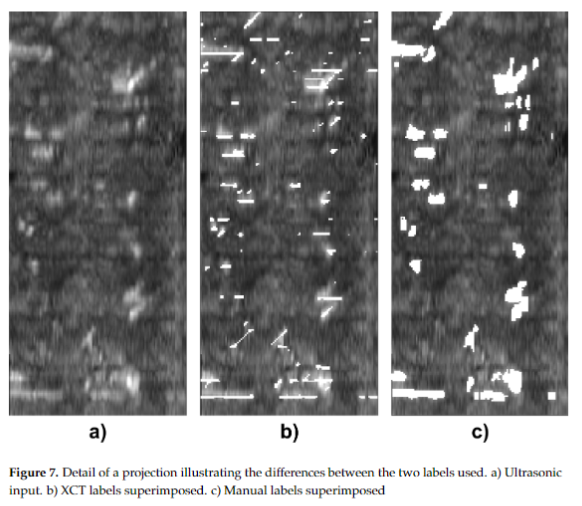 a)
b)
c)
Figure 7. Detail of a projection illustrating the differences between the two labels used. a) Ultrasonic
input. b) XCT labels superimposed. c) Manual labels superimposed